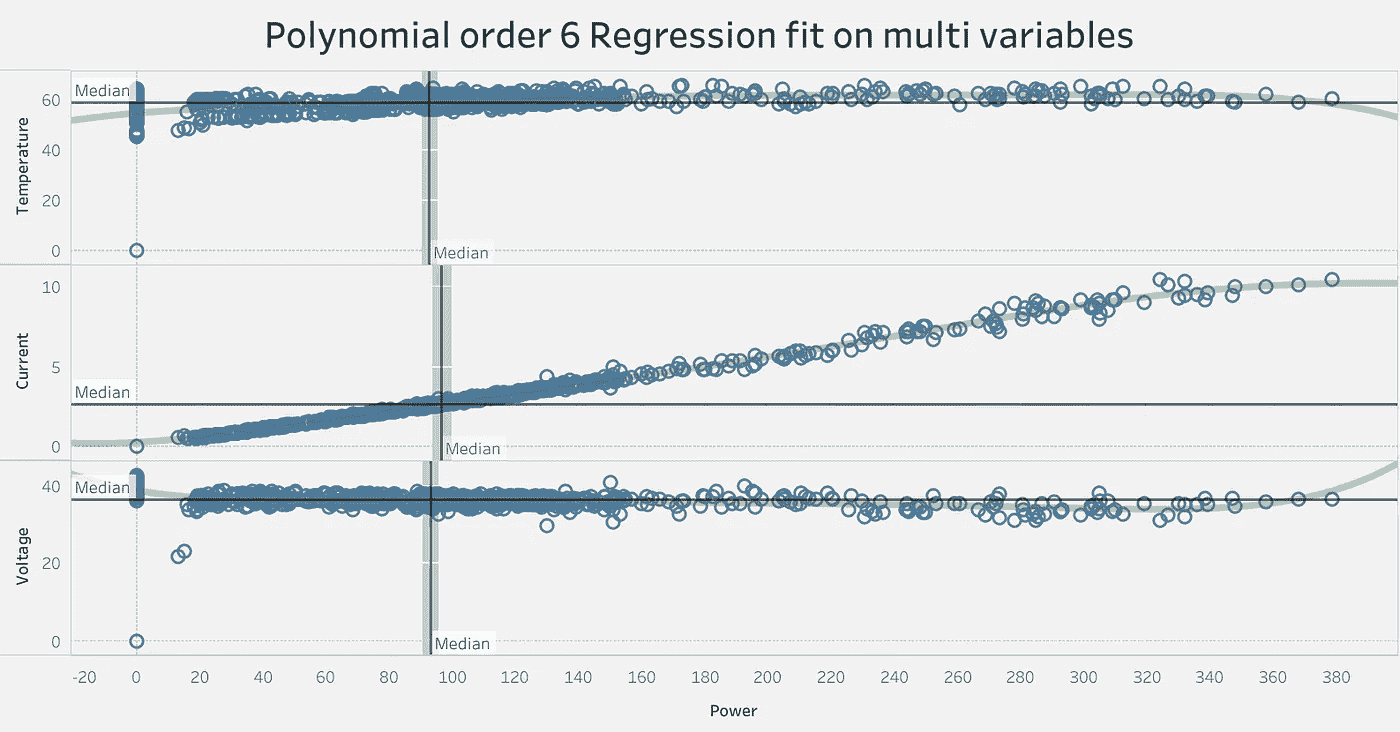 Polynomial order 6 Regression fit on multi variables
Median
60
40
20
0
Temperature
Median
10
5
0
Current
Median
Median
40
20
0
Voltage
Median
Median
-20 0 20 40 60 80 100 120 140 160 180 200 220 240 260 280 300 320 340 360 380
Power